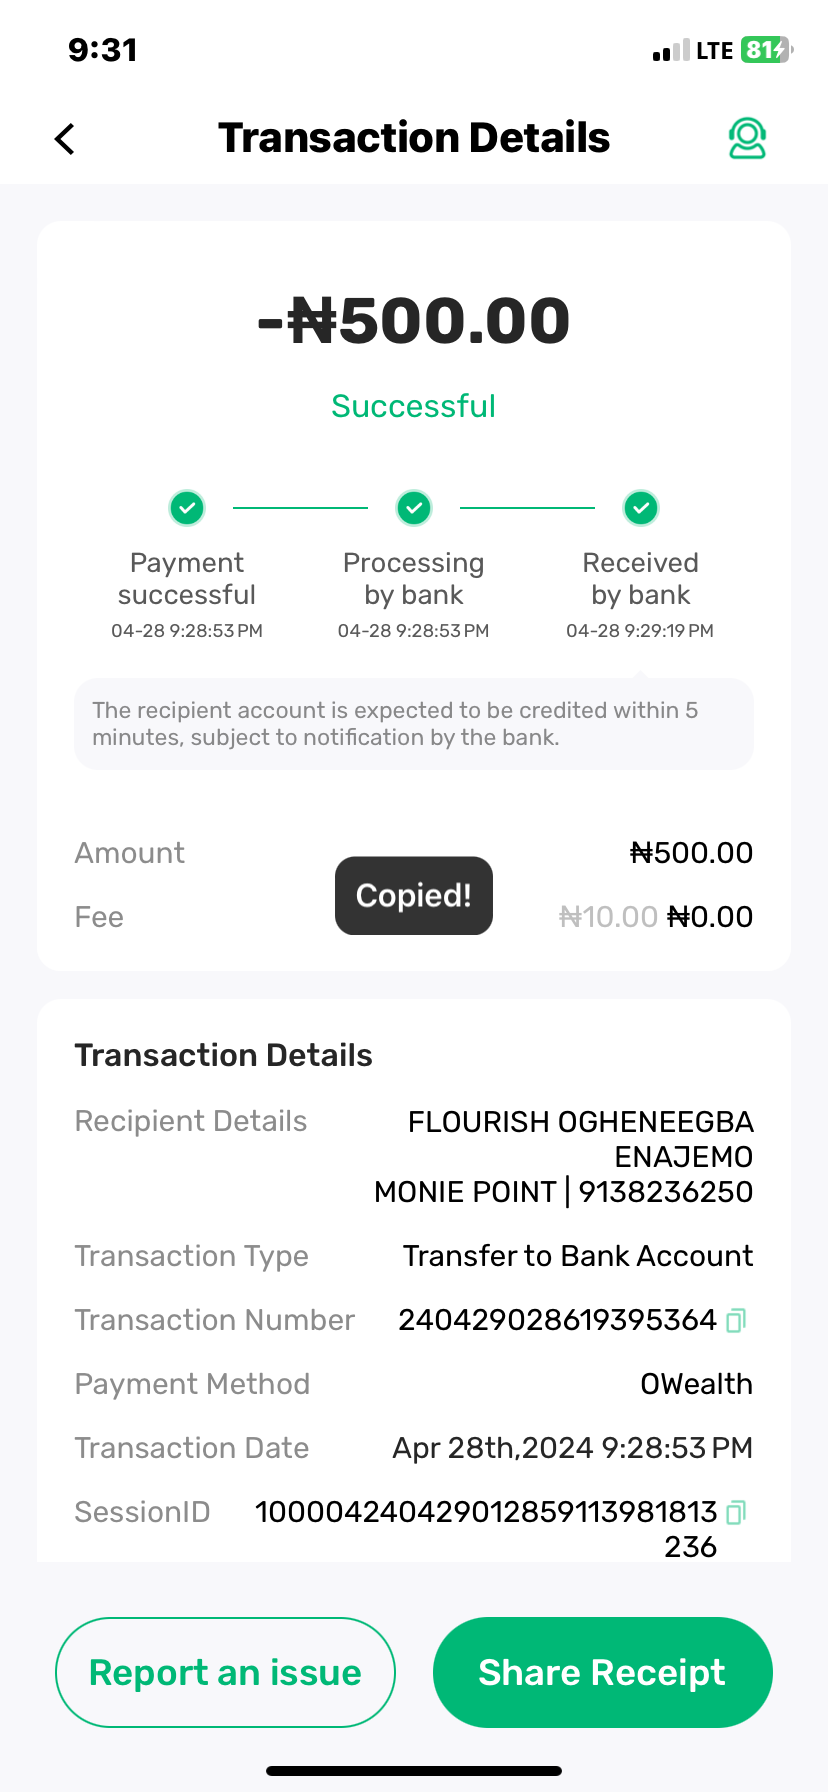 9:31
LTE 81
Transaction Details
-₦500.00
Successful
Payment successful
Processing by bank
Received by bank
04-28 9:28:53 PM
04-28 9:28:53 PM
04-28 9:29:19 PM
The recipient account is expected to be credited within 5
minutes, subject to notification by the bank.
Amount ₦500.00
Copied!
Fee ₦10.00 ₦0.00
Transaction Details
Recipient Details FLOURISH OGHENEEGBA
ENAJEMO
MONIE POINT | 9138236250
Transaction Type Transfer to Bank Account
Transaction Number 240429028619395364
Payment Method OWealth
Transaction Date Apr 28th,2024 9:28:53 PM
SessionID 100004240429012859113981813
236
Report an issue
Share Receipt